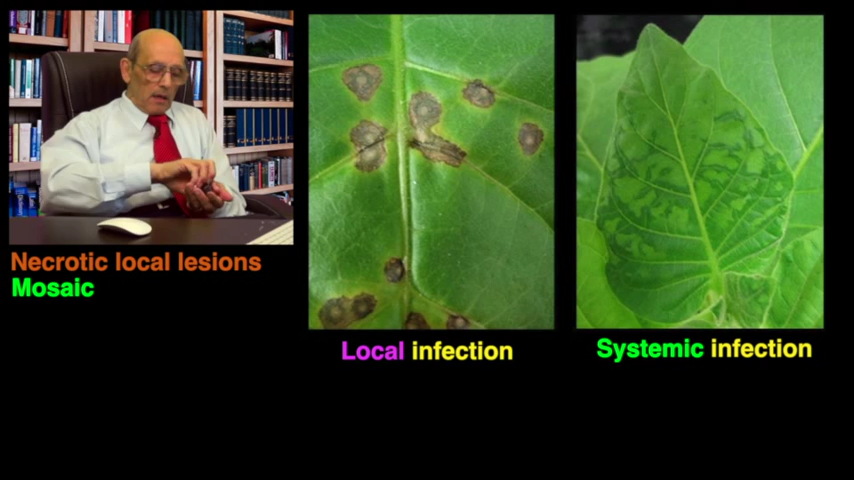 Necrotic local lesions
Mosaic
Local infection
Systemic infection